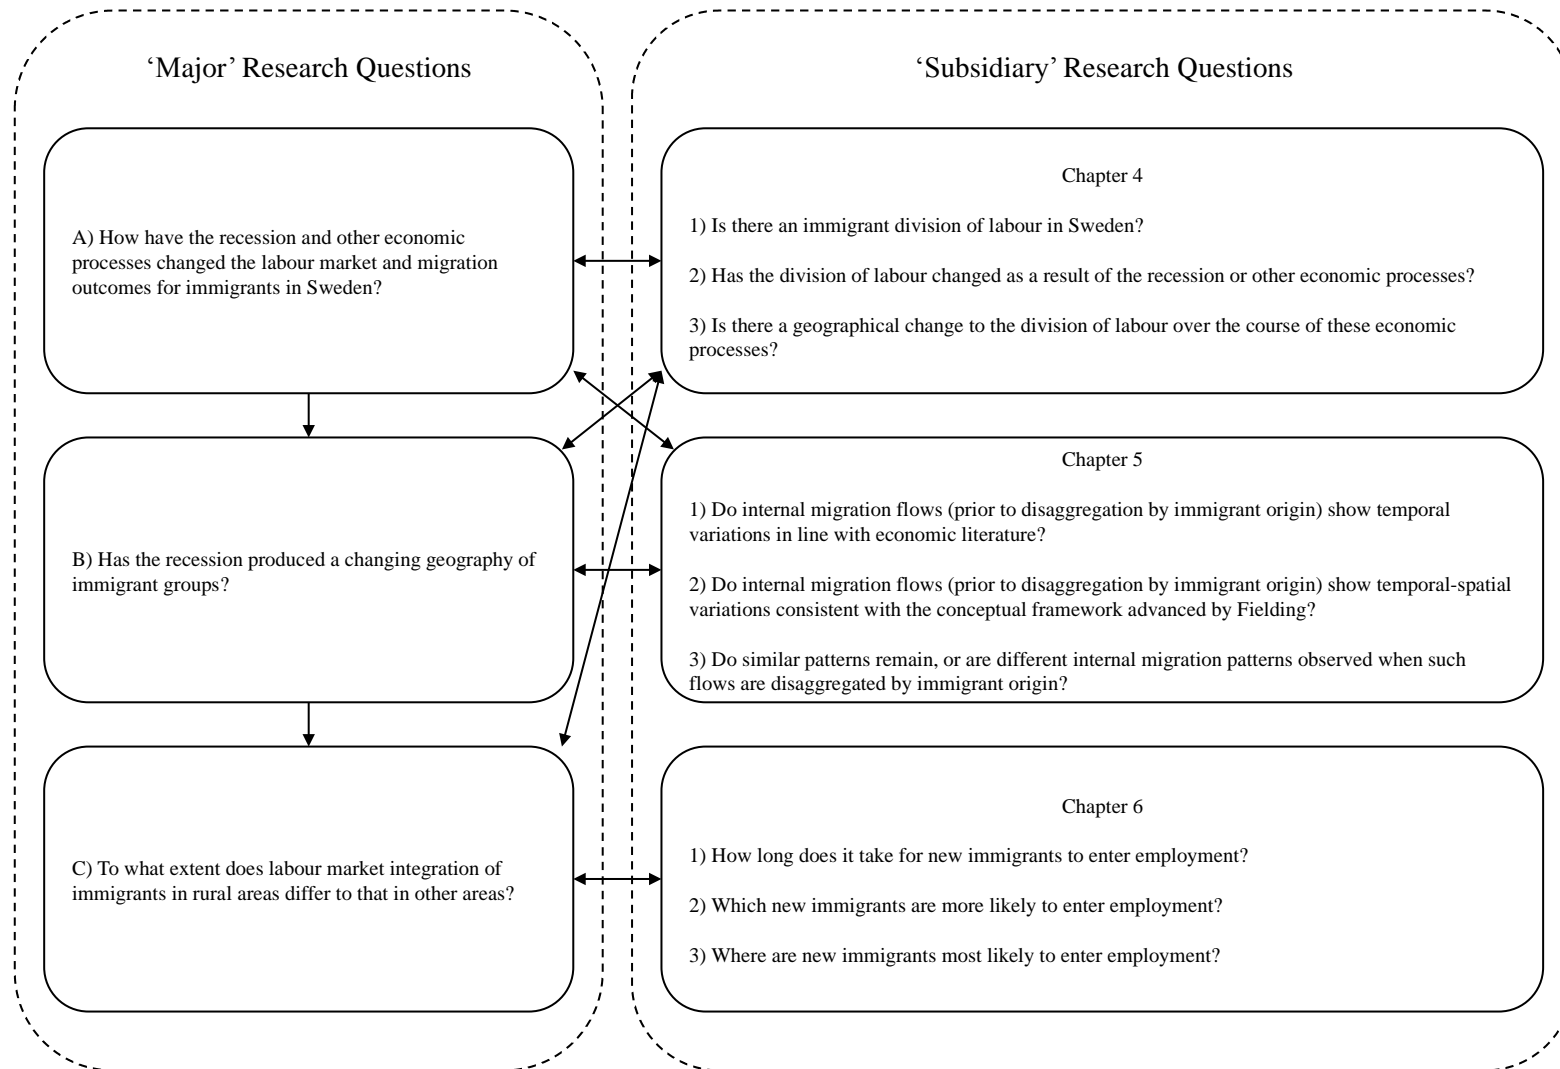 ‘Major’ Research Questions
A) How have the recession and other economic
processes changed the labour market and migration
outcomes for immigrants in Sweden?
B) Has the recession produced a changing geography of
immigrant groups?
C) To what extent does labour market integration of
immigrants in rural areas differ to that in other areas?
‘Subsidiary’ Research Questions
Chapter 4
1) Is there an immigrant division of labour in Sweden?
2) Has the division of labour changed as a result of the recession or other economic processes?
3) Is there a geographical change to the division of labour over the course of these economic
processes?
Chapter 5
1) Do internal migration flows (prior to disaggregation by immigrant origin) show temporal
variations in line with economic literature?
2) Do internal migration flows (prior to disaggregation by immigrant origin) show temporal-spatial
variations consistent with the conceptual framework advanced by Fielding?
3) Do similar patterns remain, or are different internal migration patterns observed when such
flows are disaggregated by immigrant origin?
Chapter 6
1) How long does it take for new immigrants to enter employment?
2) Which new immigrants are more likely to enter employment?
3) Where are new immigrants most likely to enter employment?